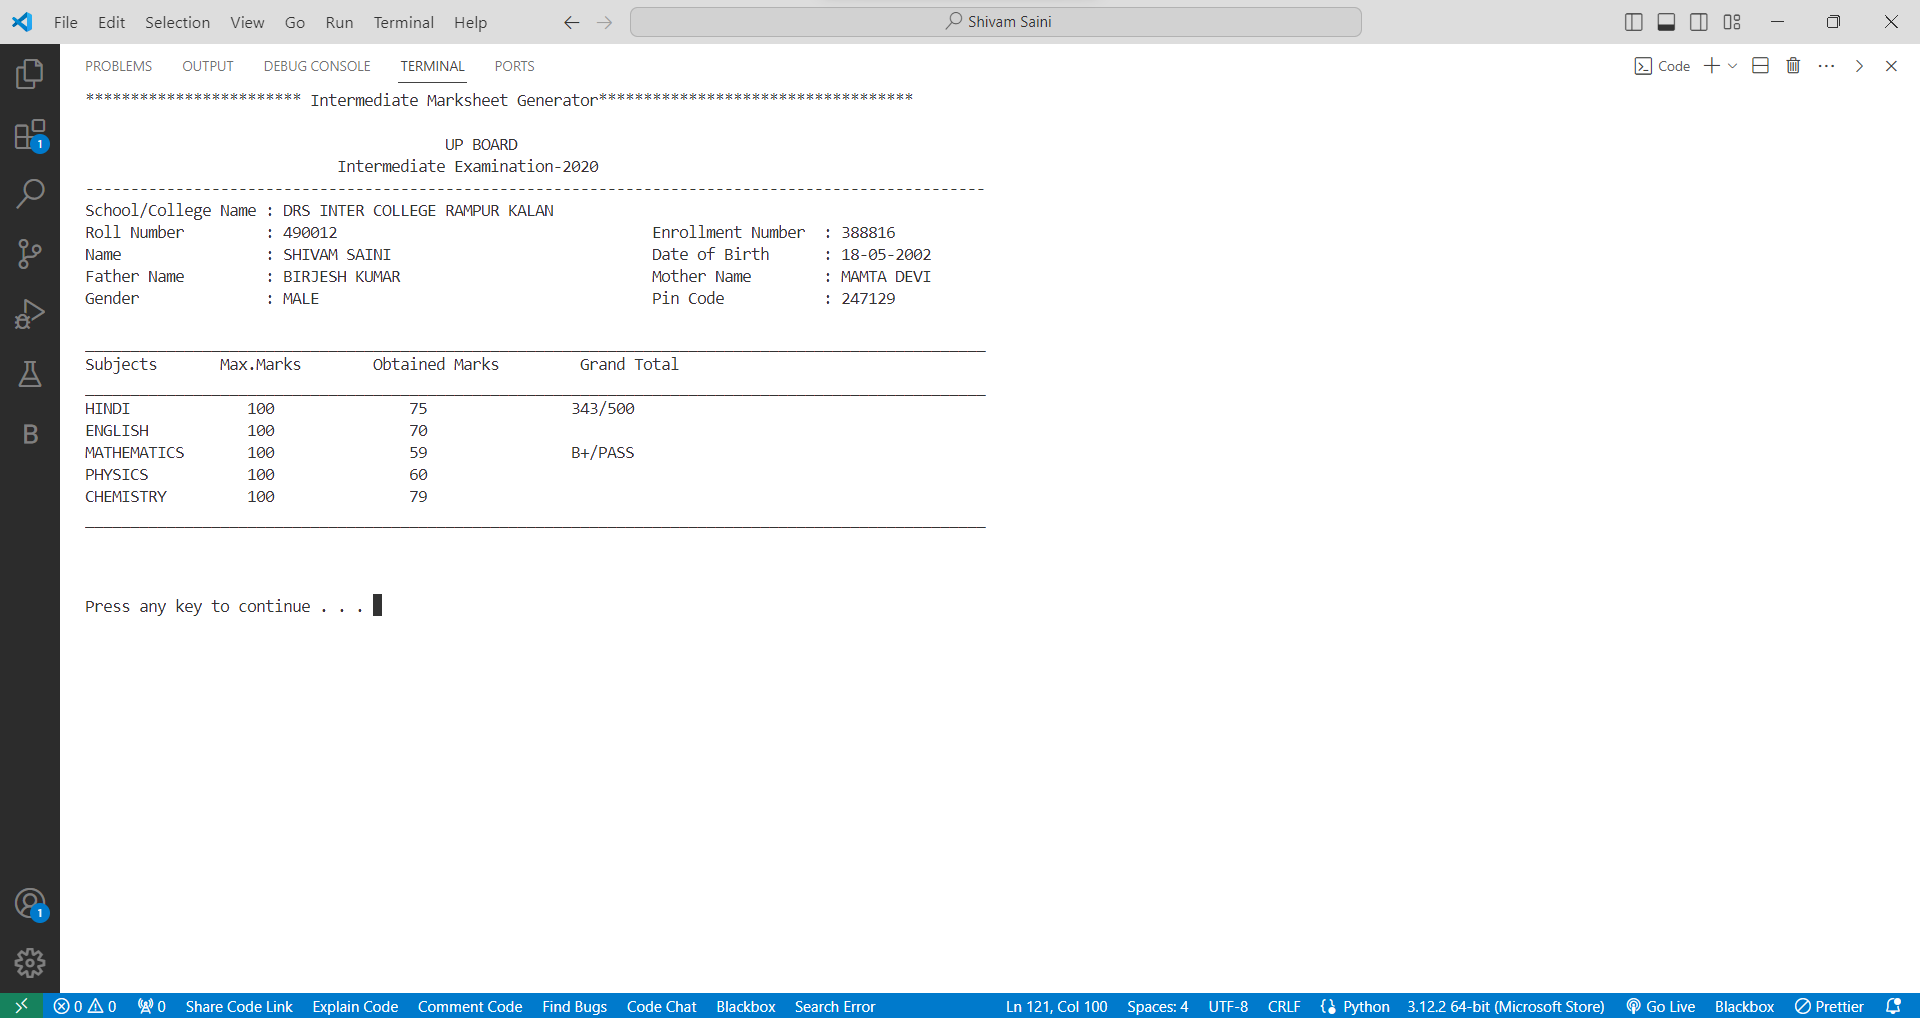 File Edit Selection View Go Run Terminal Help Shivam Saini
PROBLEMS OUTPUT DEBUG CONSOLE TERMINAL PORTS Code
************************ Intermediate Marksheet Generator***********************************
UP BOARD
Intermediate Examination-2020
----------------------------------------------------------------------------------------------------
School/College Name : DRS INTER COLLEGE RAMPUR KALAN
Roll Number : 490012 Enrollment Number : 388816
Name : SHIVAM SAINI Date of Birth : 18-05-2002
Father Name : BIRJESH KUMAR Mother Name : MAMTA DEVI
Gender : MALE Pin Code : 247129
____________________________________________________________________________________________________
Subjects Max.Marks Obtained Marks Grand Total
____________________________________________________________________________________________________
HINDI 100 75 343/500
ENGLISH 100 70
MATHEMATICS 100 59 B+/PASS
PHYSICS 100 60
CHEMISTRY 100 79
____________________________________________________________________________________________________
Press any key to continue . . .
1
B
1
0 0 0 Share Code Link Explain Code Comment Code Find Bugs Code Chat Blackbox Search Error Ln 121, Col 100 Spaces: 4 UTF-8 CRLF Python 3.12.2 64-bit (Microsoft Store) Go Live Blackbox Prettier